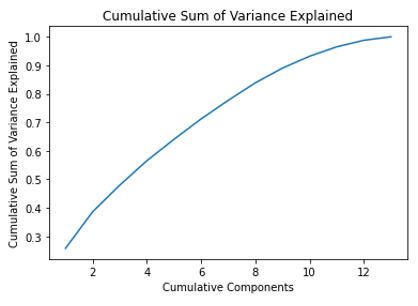 Cumulative Sum of Variance Explained
Cumulative Sum of Variance Explained
1.0
0.9
0.8
0.7
0.6
0.5
0.4
0.3
2 4 6 8 10 12
Cumulative Components